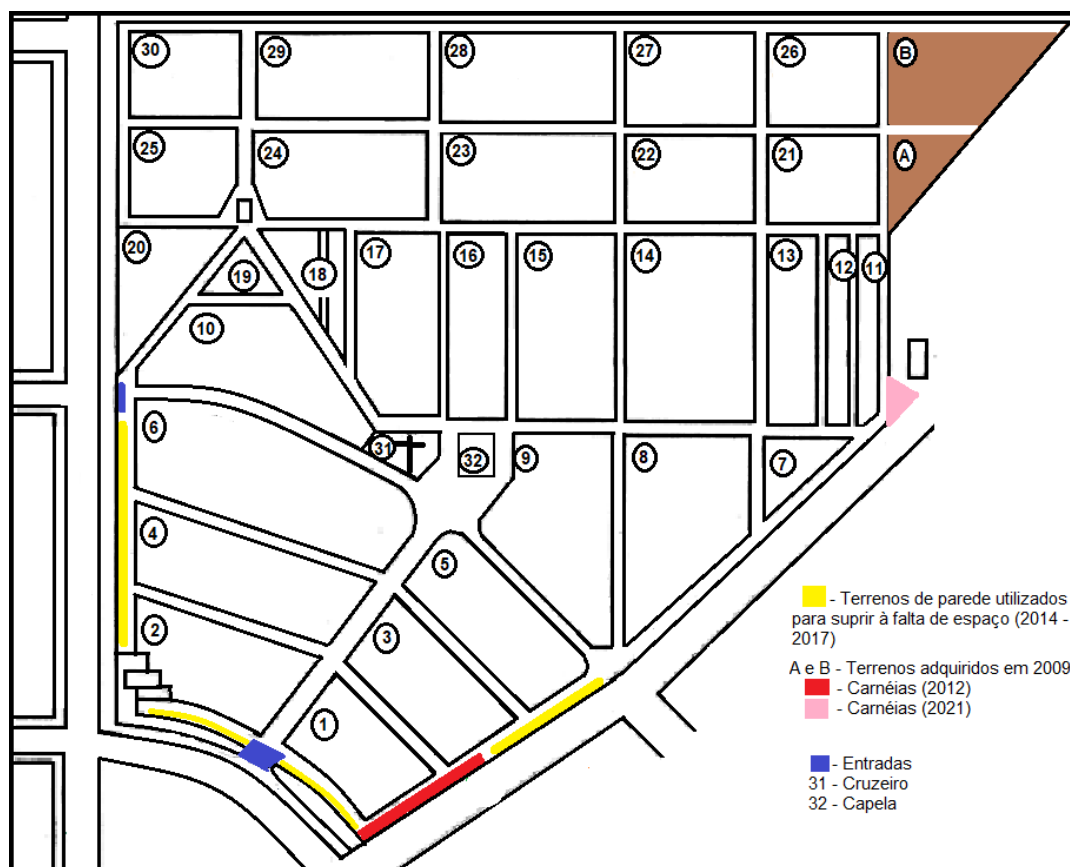 30 29 28 27 26 B
25 24 23 22 21 A
20 19 18 17 16 15 14 13 12 11
10
6 31 32 9 8 7
4 5
2 3
1
- Terrenos de parede utilizados
para suprir à falta de espaço (2014 -
2017)
A e B - Terrenos adquiridos em 2009
- Carnéias (2012)
- Carnéias (2021)
- Entradas
31 - Cruzeiro
32 - Capela